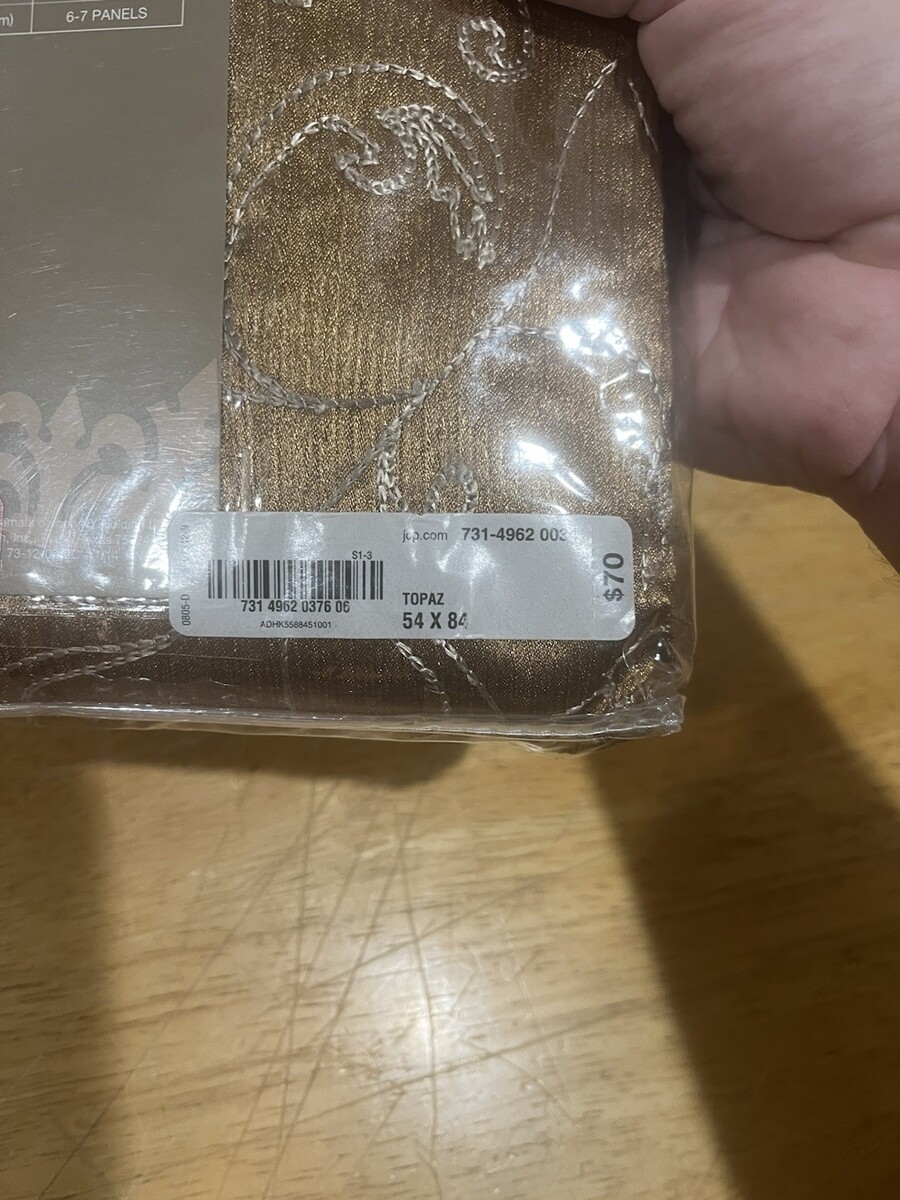 m)
6-7 PANELS
jcp.com 731-4962 003
S1-3
731 4962 0376 06
ADHK5588451001 -
0805-D
TOPAZ
54 X 84
$70